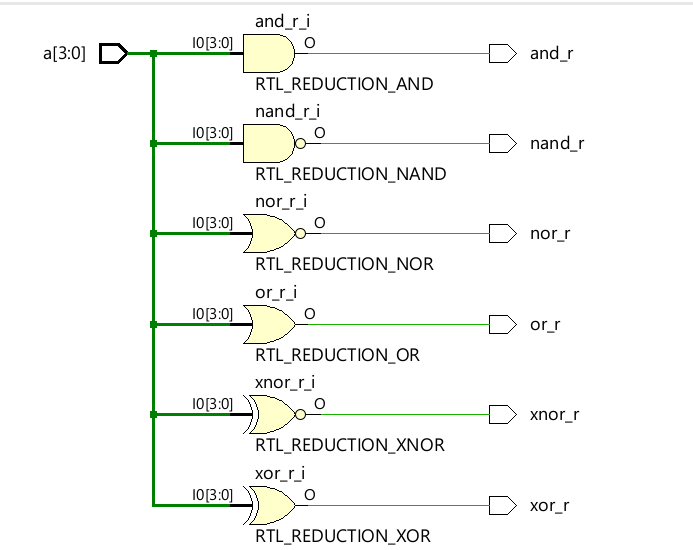 and_r_i
a[3:0] I0[3:0] O and_r
RTL_REDUCTION_AND
nand_r_i
I0[3:0] O nand_r
RTL_REDUCTION_NAND
nor_r_i
I0[3:0] O nor_r
RTL_REDUCTION_NOR
or_r_i
I0[3:0] O or_r
RTL_REDUCTION_OR
xnor_r_i
I0[3:0] O xnor_r
RTL_REDUCTION_XNOR
xor_r_i
I0[3:0] O xor_r
RTL_REDUCTION_XOR